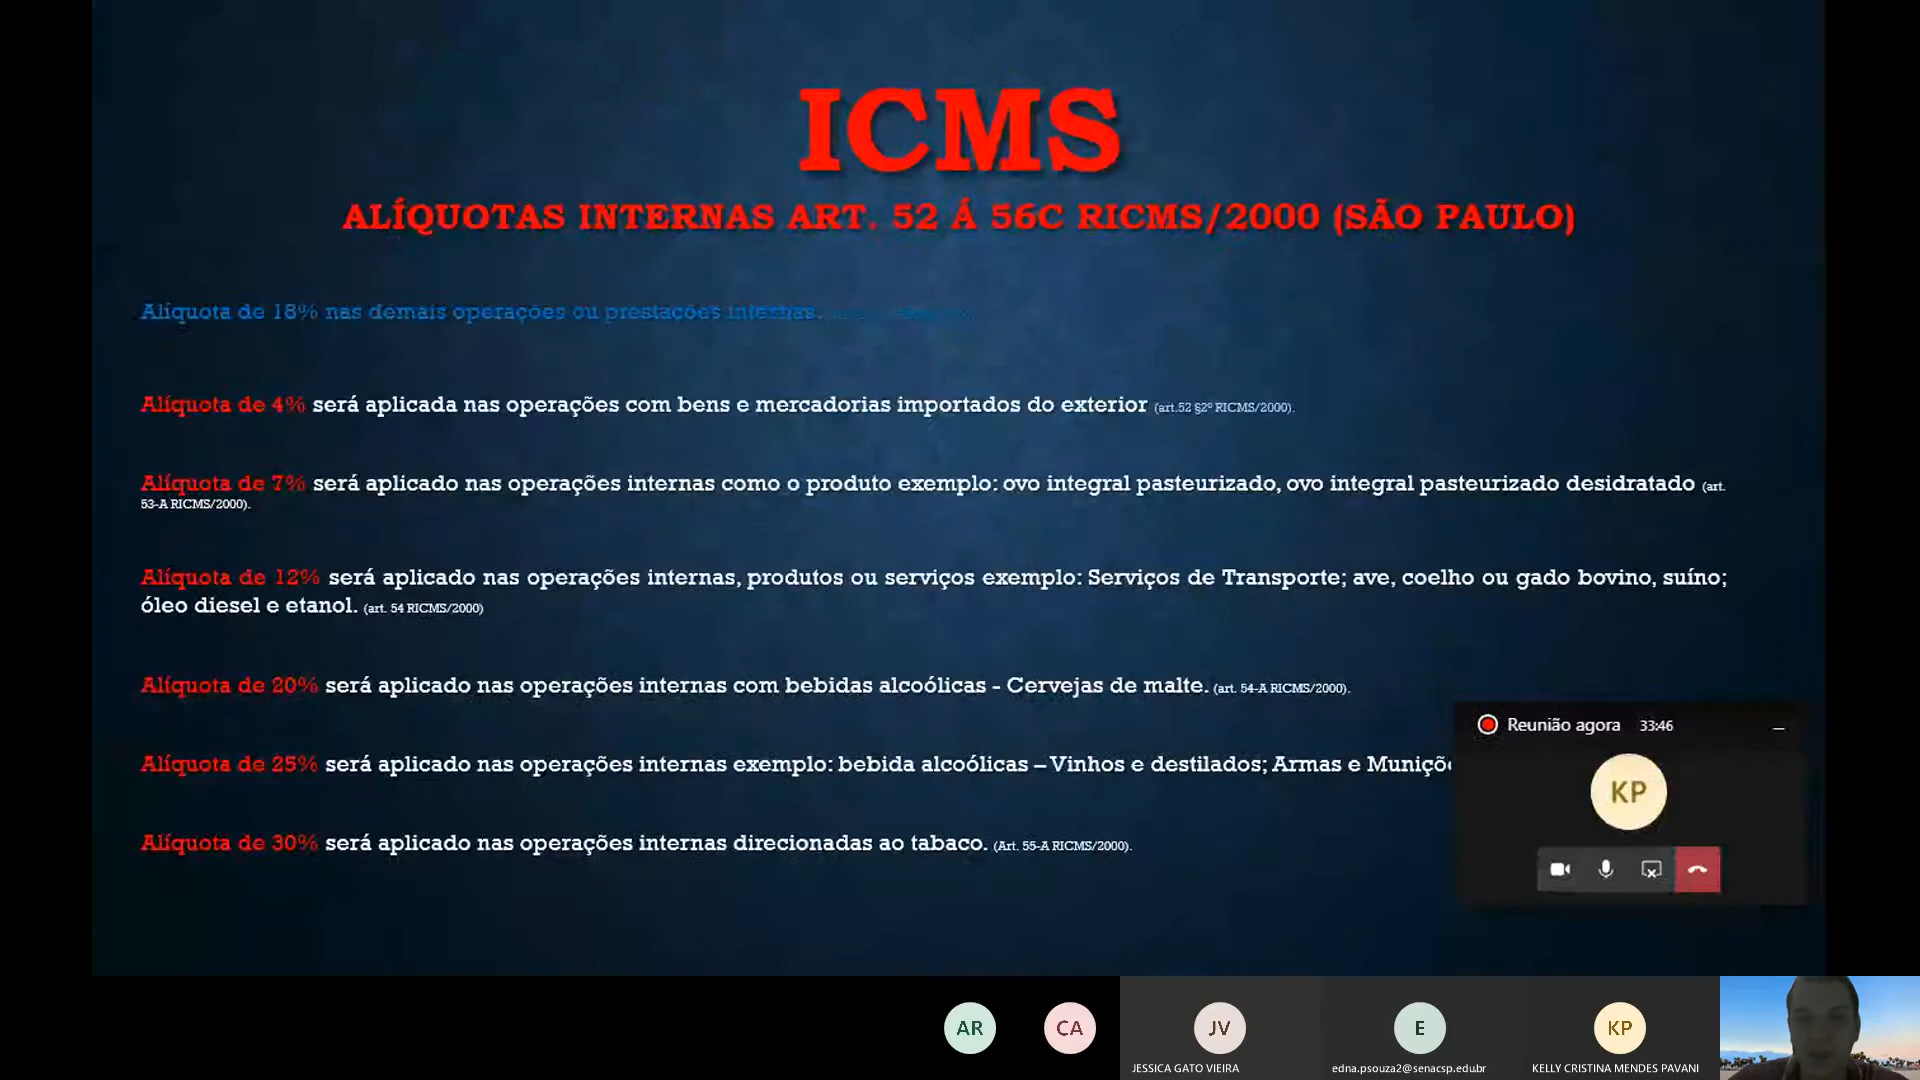 ICMS
ALÍQUOTAS INTERNAS ART. 52 Á 56C RICMS/2000 (SÃO PAULO)
Alíquota de 18% nas demais operações ou prestações internas.
Alíquota de 4% será aplicada nas operações com bens e mercadorias importados do exterior (art.52 §2º RICMS/2000).
Alíquota de 7% será aplicado nas operações internas como o produto exemplo: ovo integral pasteurizado, ovo integral pasteurizado desidratado (art.
53-A RICMS/2000).
Alíquota de 12% será aplicado nas operações internas, produtos ou serviços exemplo: Serviços de Transporte; ave, coelho ou gado bovino, suíno;
óleo diesel e etanol. (art. 54 RICMS/2000)
Alíquota de 20% será aplicado nas operações internas com bebidas alcoólicas - Cervejas de malte. (art. 54-A RICMS/2000).
Alíquota de 25% será aplicado nas operações internas exemplo: bebida alcoólicas – Vinhos e destilados; Armas e Muniçõ
Alíquota de 30% será aplicado nas operações internas direcionadas ao tabaco. (Art. 55-A RICMS/2000).
Reunião agora 33:46
KP
AR
CA
JV
E
KP
JESSICA GATO VIEIRA
edna.psouza2@senacsp.edu.br
KELLY CRISTINA MENDES PAVANI